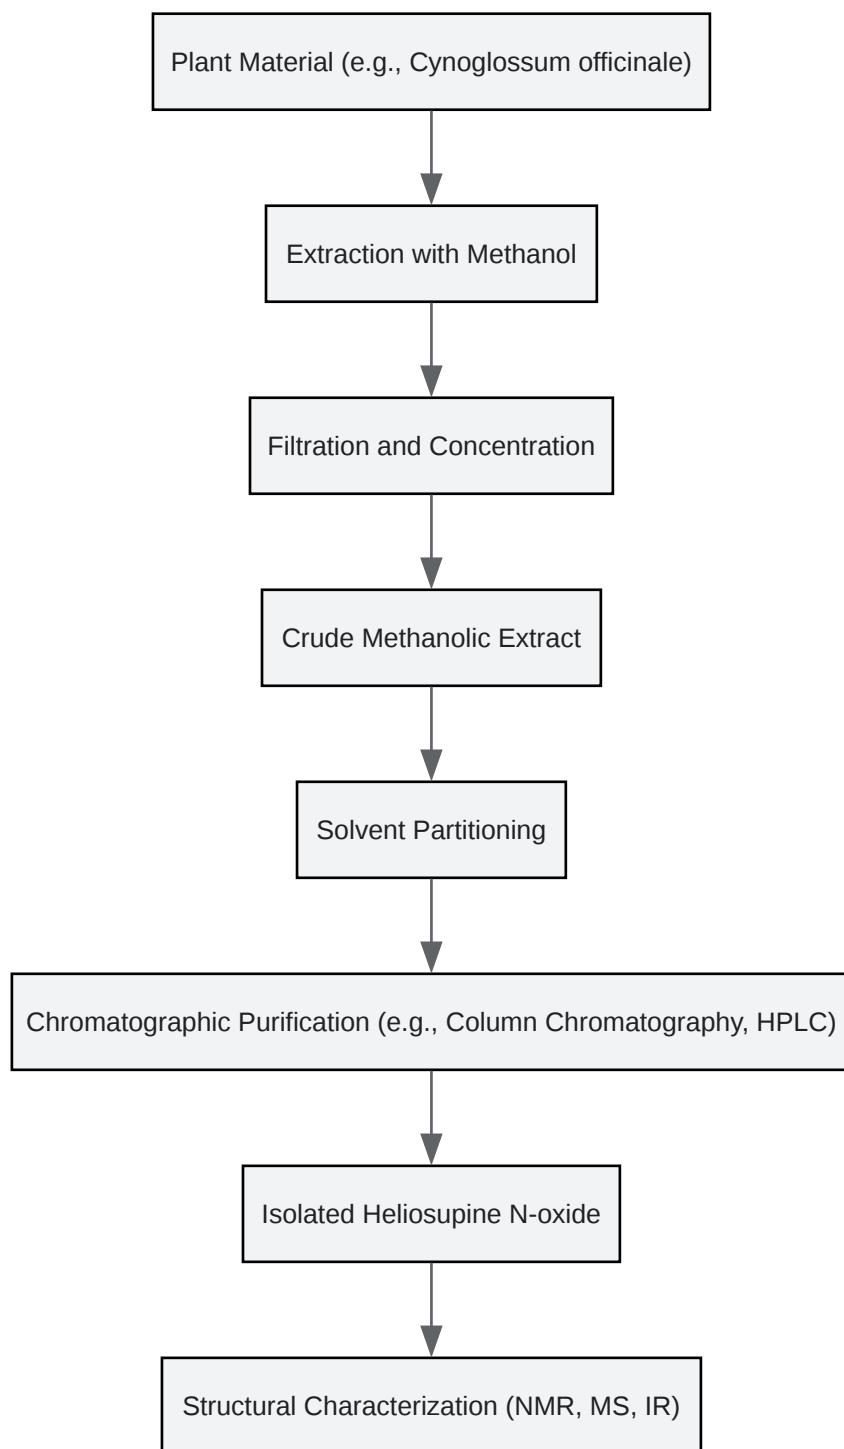 Plant Material (e.g., Cynoglossum officinale)
Extraction with Methanol
Filtration and Concentration
Crude Methanolic Extract
Solvent Partitioning
Chromatographic Purification (e.g., Column Chromatography, HPLC)
Isolated Heliosupine N-oxide
Structural Characterization (NMR, MS, IR)